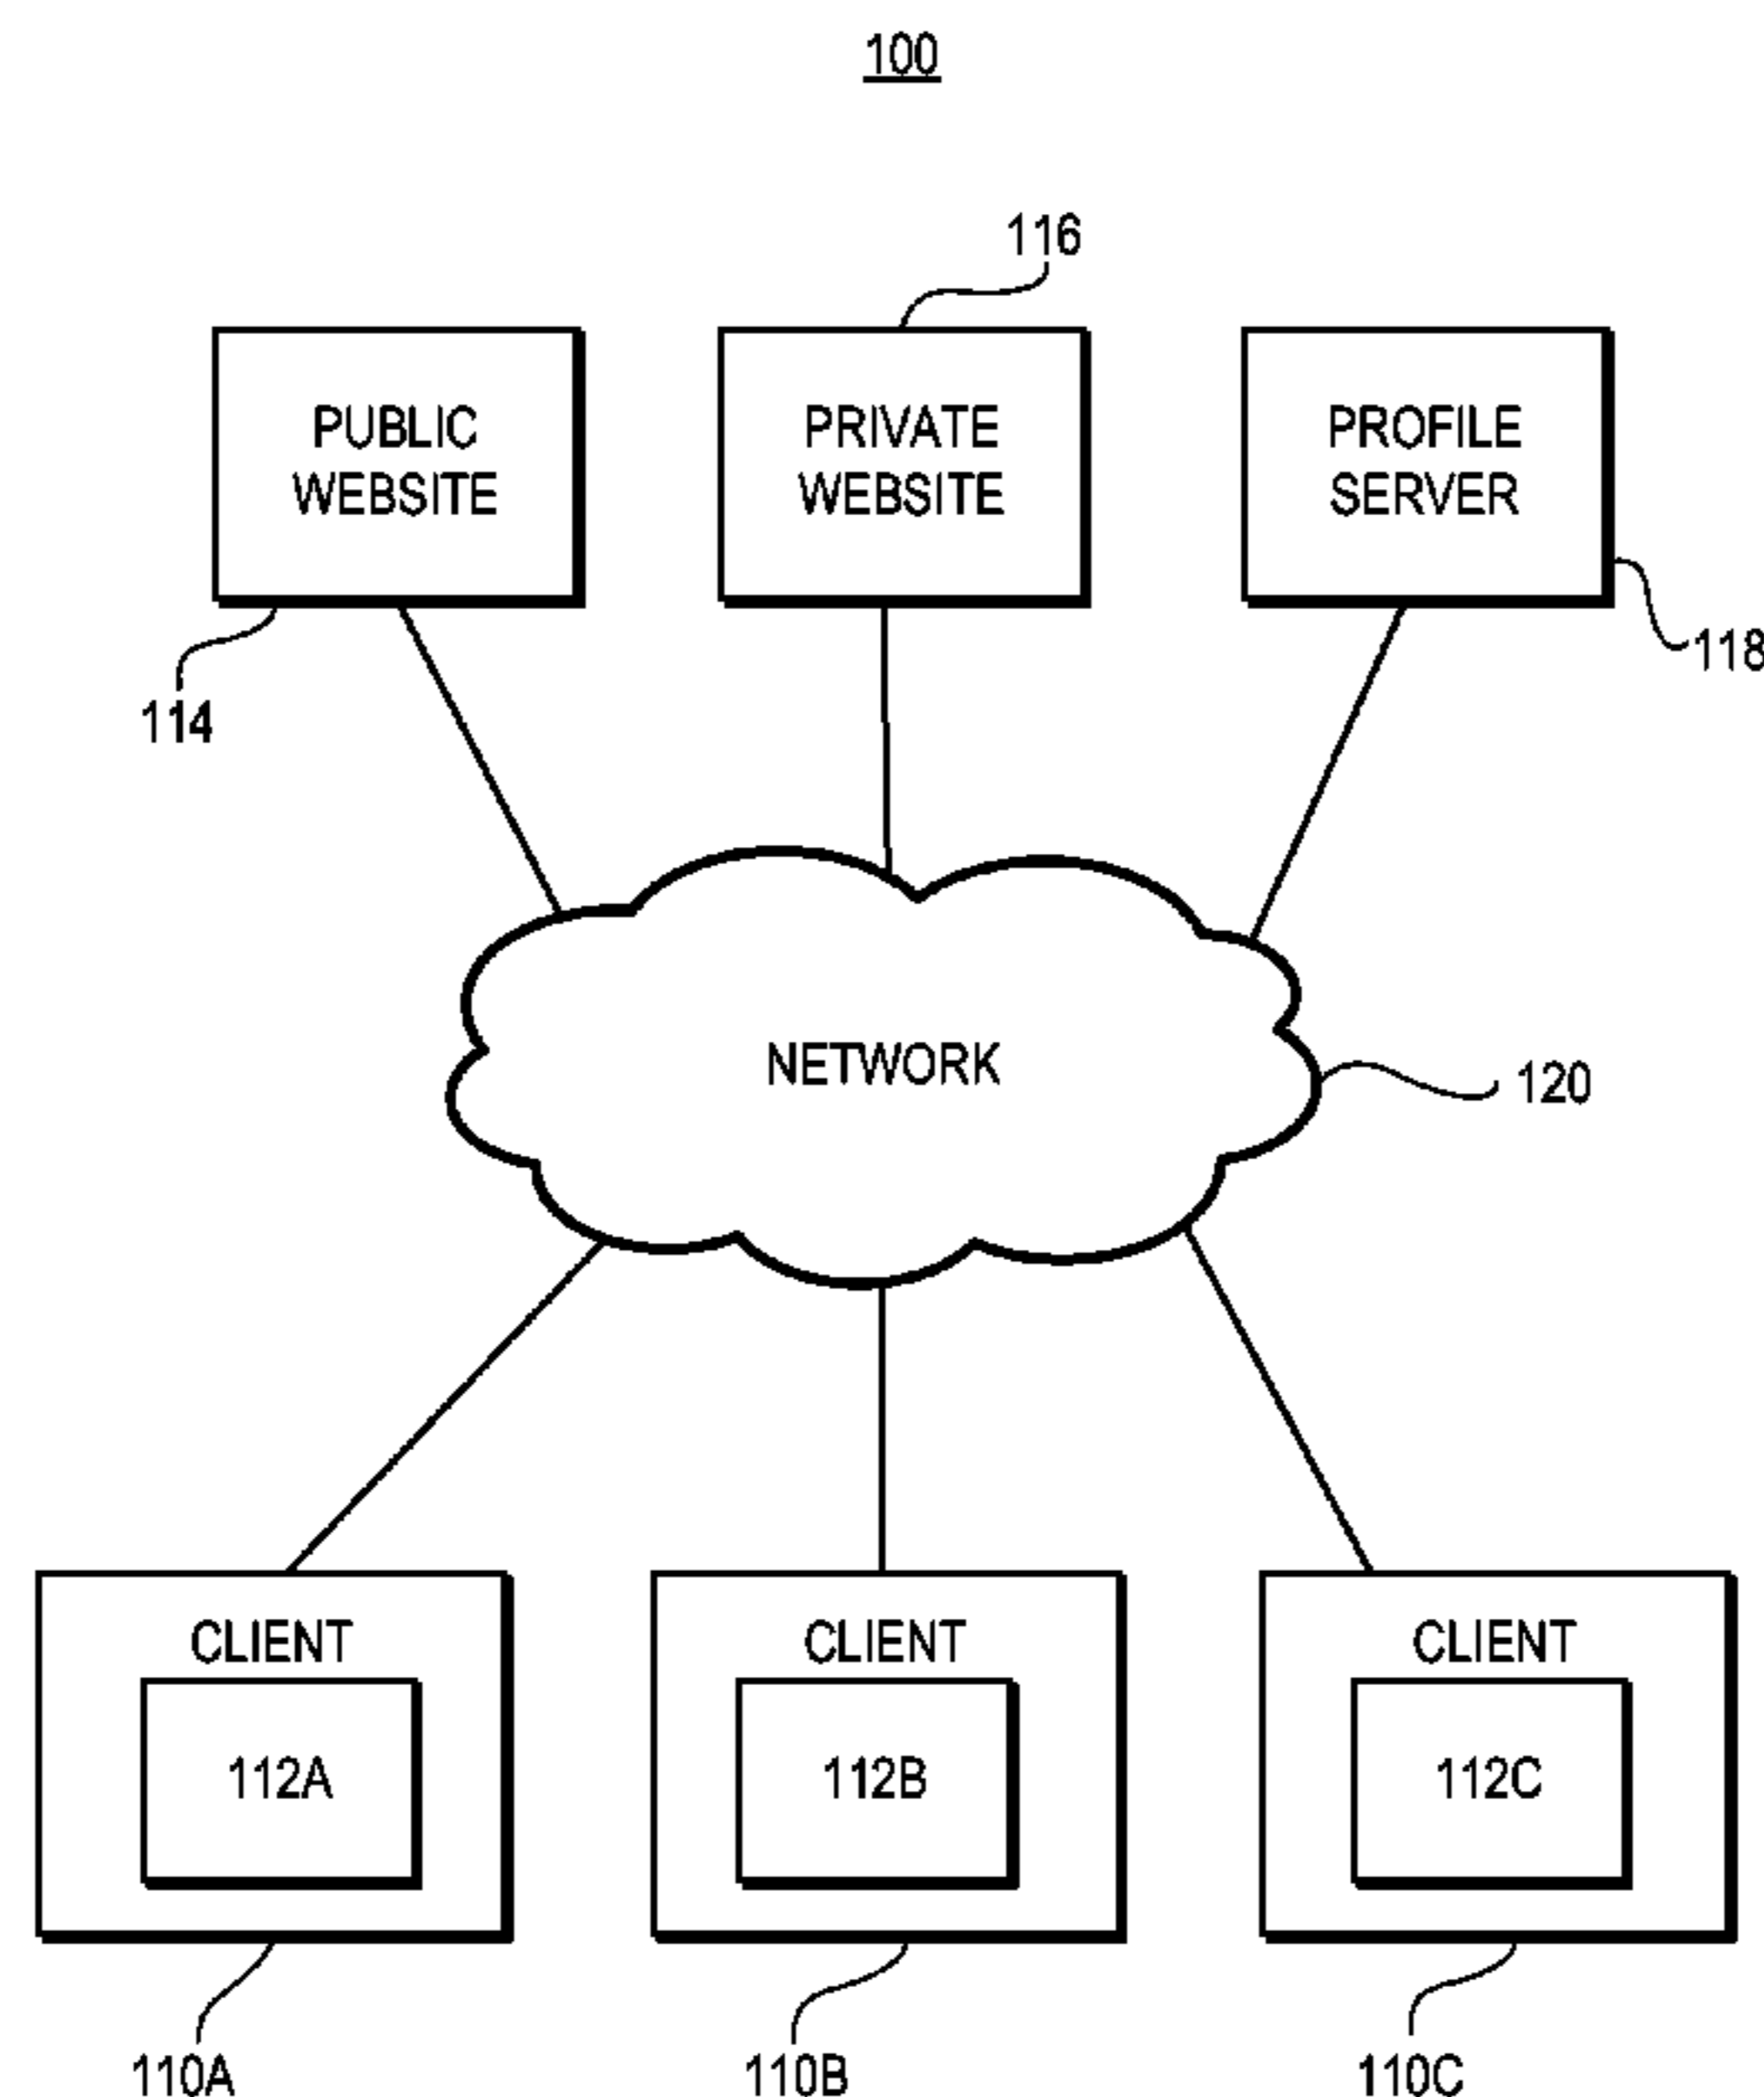 100
116
PUBLIC
WEBSITE
PRIVATE
WEBSITE
PROFILE
SERVER
114
118
NETWORK
120
CLIENT
112A
CLIENT
112B
CLIENT
112C
110A
110B
110C